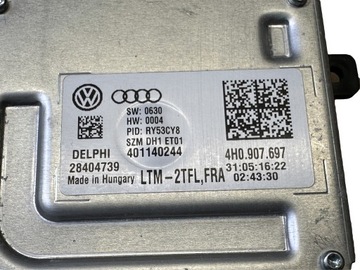 SW: 0630
HW: 0004
PID: RY53CY8
SZM DH1 ET01
DELPHI 401140244
28404739
Made in Hungary LTM-2TFL,FRA
4H0.907.697
31:05:16:22
02:43:30